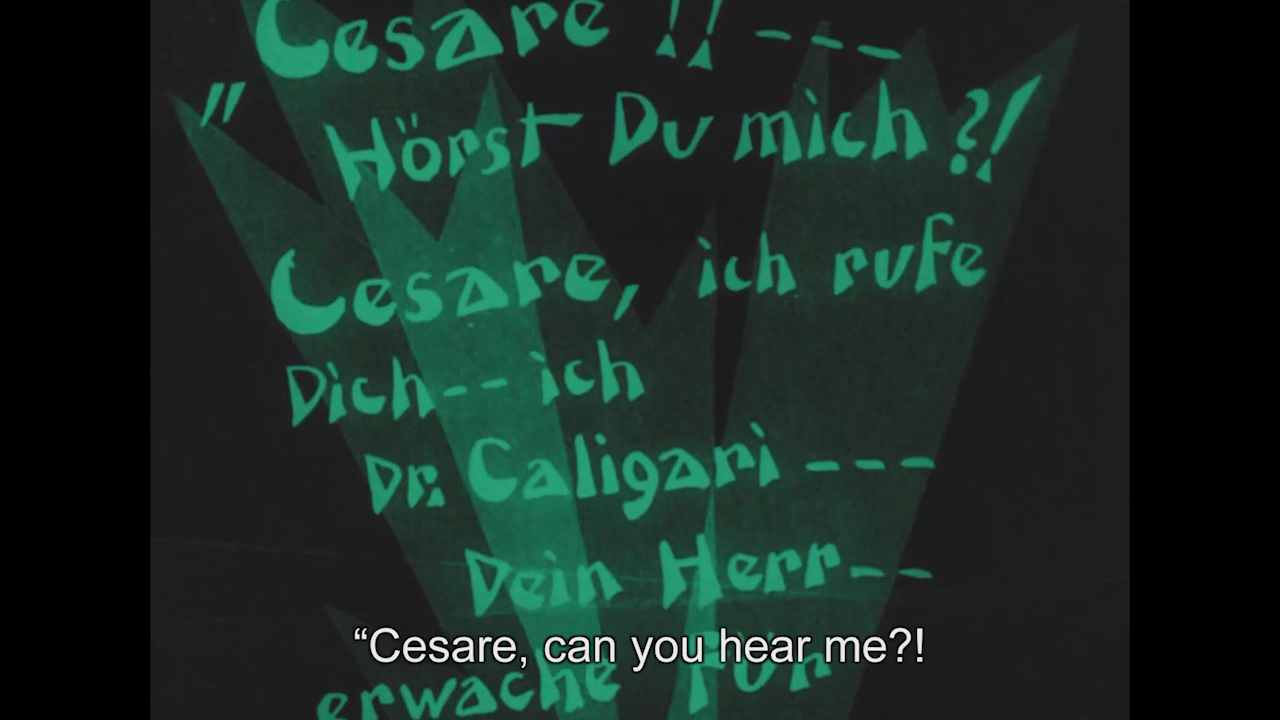 Cesare !! ---
„ Hörst Du mich ?!
Cesare, ich rufe
Dich -- ich
Dr. Caligari ---
Dein Herr --
erwache für
“Cesare, can you hear me?!